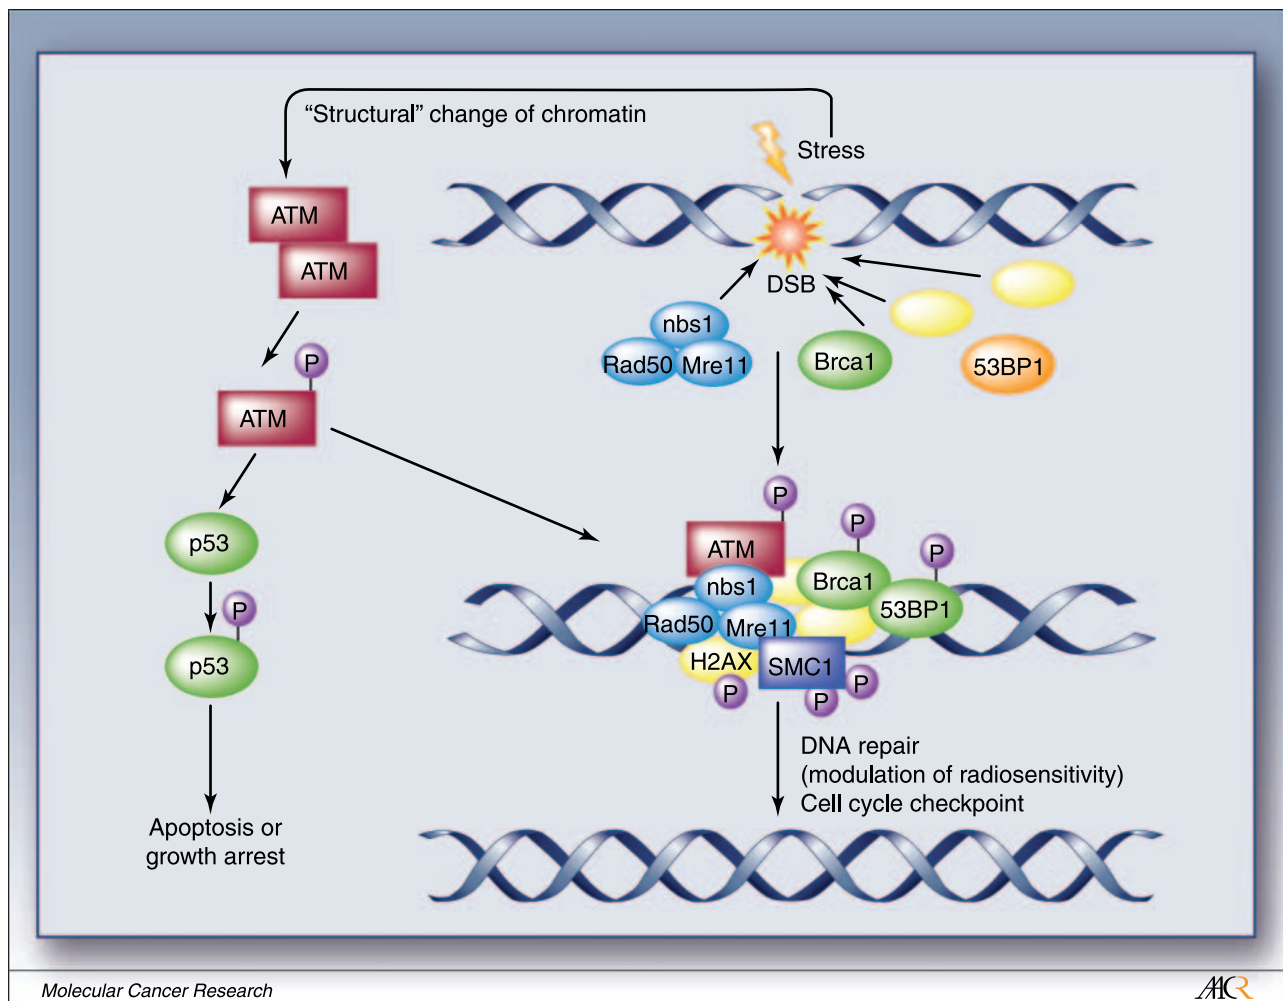 “Structural” change of chromatin
Stress
ATM
ATM
DSB
nbs1
Rad50
Mre11
Brca1
53BP1
P
ATM
P
P
P
ATM
nbs1
Brca1
53BP1
Rad50
Mre11
H2AX
SMC1
P
P
P
p53
P
p53
DNA repair
(modulation of radiosensitivity)
Cell cycle checkpoint
Apoptosis or
growth arrest
Molecular Cancer Research
AACR